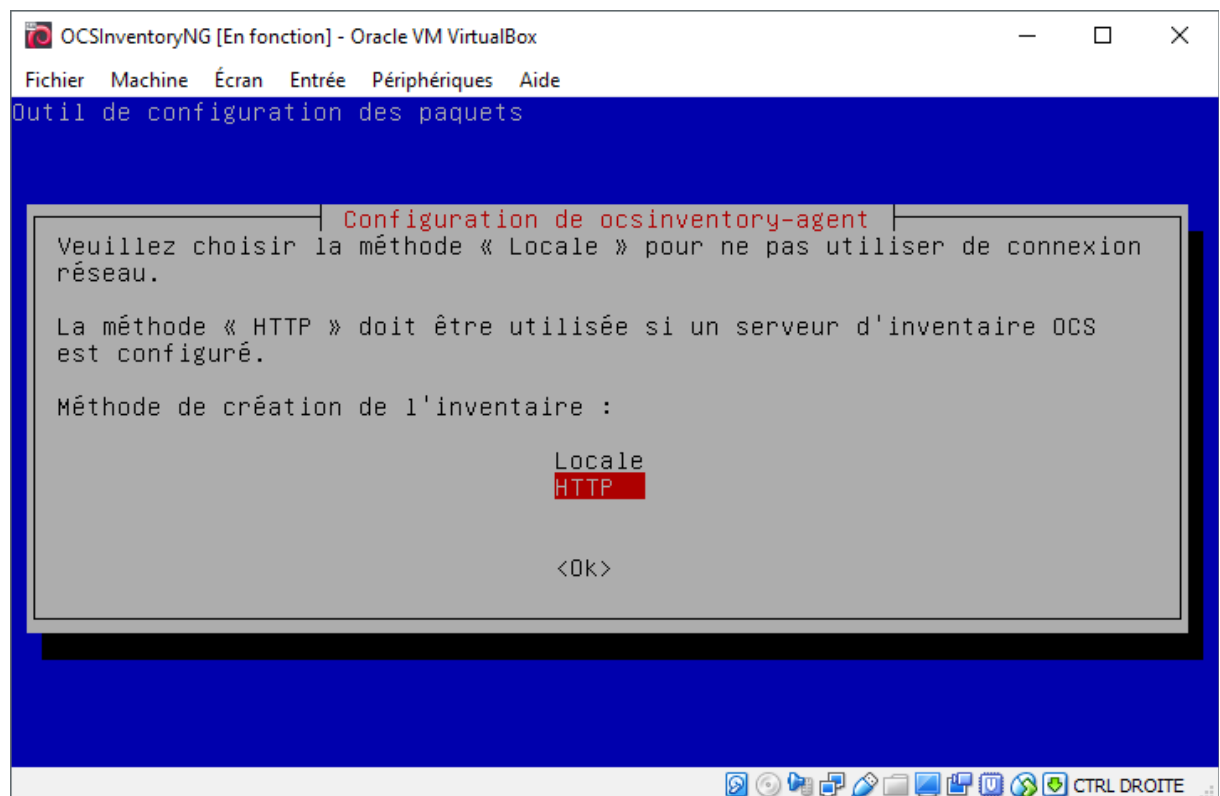 OCSInventoryNG [En fonction] - Oracle VM VirtualBox
Fichier Machine Écran Entrée Périphériques Aide
Outil de configuration des paquets
Configuration de ocsinventory-agent
Veuillez choisir la méthode « Locale » pour ne pas utiliser de connexion
réseau.
La méthode « HTTP » doit être utilisée si un serveur d'inventaire OCS
est configuré.
Méthode de création de l'inventaire :
Locale
HTTP
<Ok>
CTRL DROITE